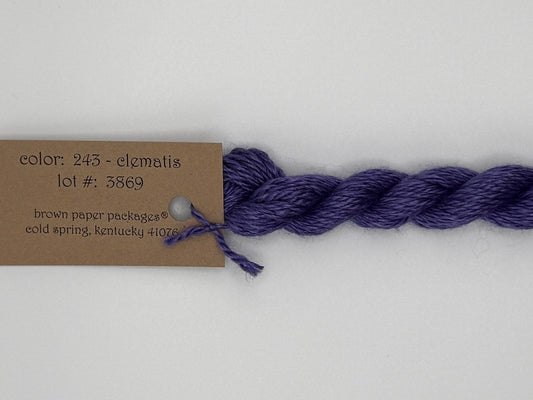 color: 243 - clematis
lot #: 3869
brown paper packages®
cold spring, kentucky 41076